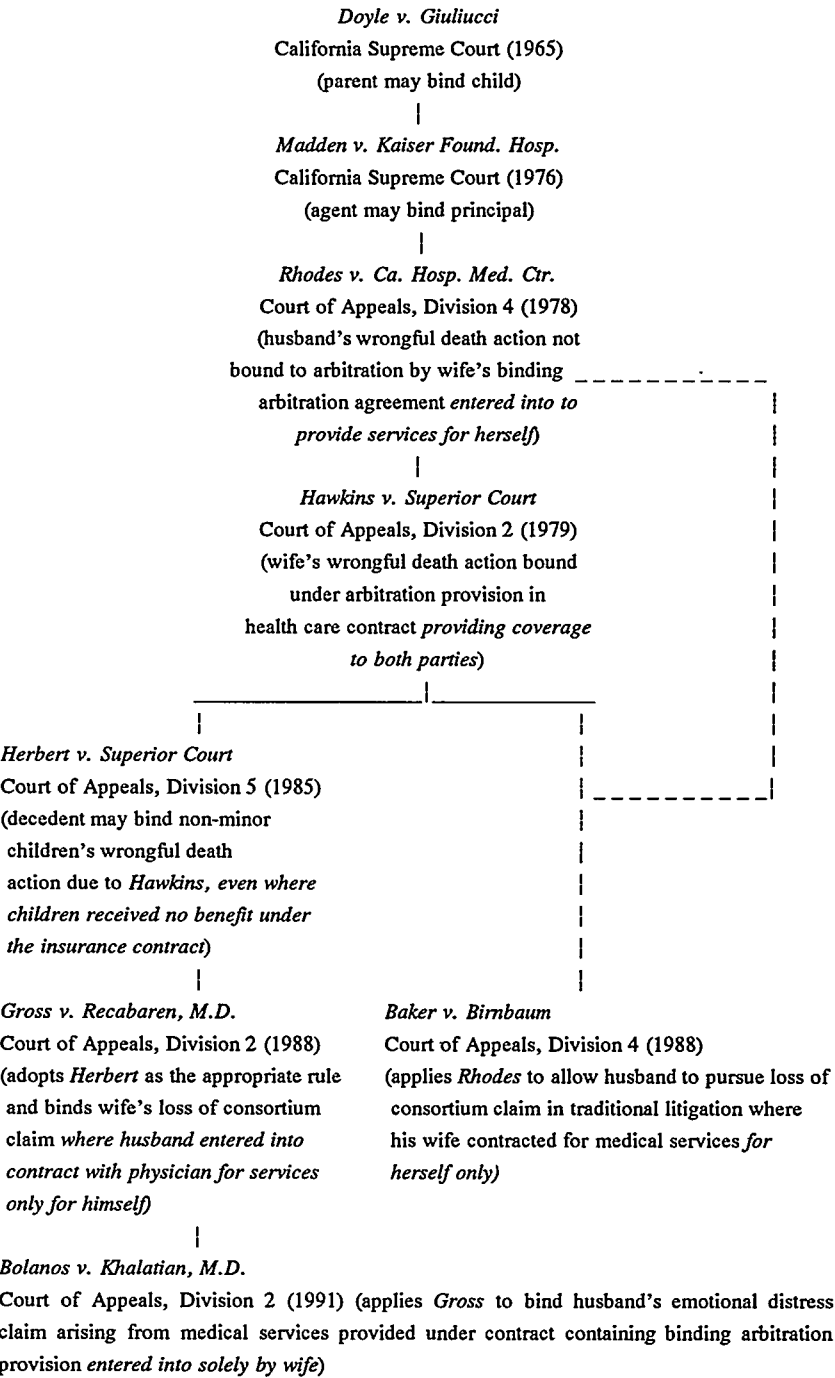 Doyle v. Giuliucci
California Supreme Court (1965)
(parent may bind child)
Madden v. Kaiser Found. Hosp.
California Supreme Court (1976)
(agent may bind principal)
Rhodes v. Ca. Hosp. Med. Ctr.
Court of Appeals, Division 4 (1978)
(husband's wrongful death action not
bound to arbitration by wife's binding
arbitration agreement entered into to
provide services for herself)
Hawkins v. Superior Court
Court of Appeals, Division 2 (1979)
(wife's wrongful death action bound
under arbitration provision in
health care contract providing coverage
to both parties)
Herbert v. Superior Court
Court of Appeals, Division 5 (1985)
(decedent may bind non-minor
children's wrongful death
action due to Hawkins, even where
children received no benefit under
the insurance contract)
Gross v. Recabaren, M.D.
Court of Appeals, Division 2 (1988)
(adopts Herbert as the appropriate rule
and binds wife's loss of consortium
claim where husband entered into
contract with physician for services
only for himself)
Baker v. Birnbaum
Court of Appeals, Division 4 (1988)
(applies Rhodes to allow husband to pursue loss of
consortium claim in traditional litigation where
his wife contracted for medical services for
herself only)
Bolanos v. Khalatian, M.D.
Court of Appeals, Division 2 (1991) (applies Gross to bind husband's emotional distress
claim arising from medical services provided under contract containing binding arbitration
provision entered into solely by wife)